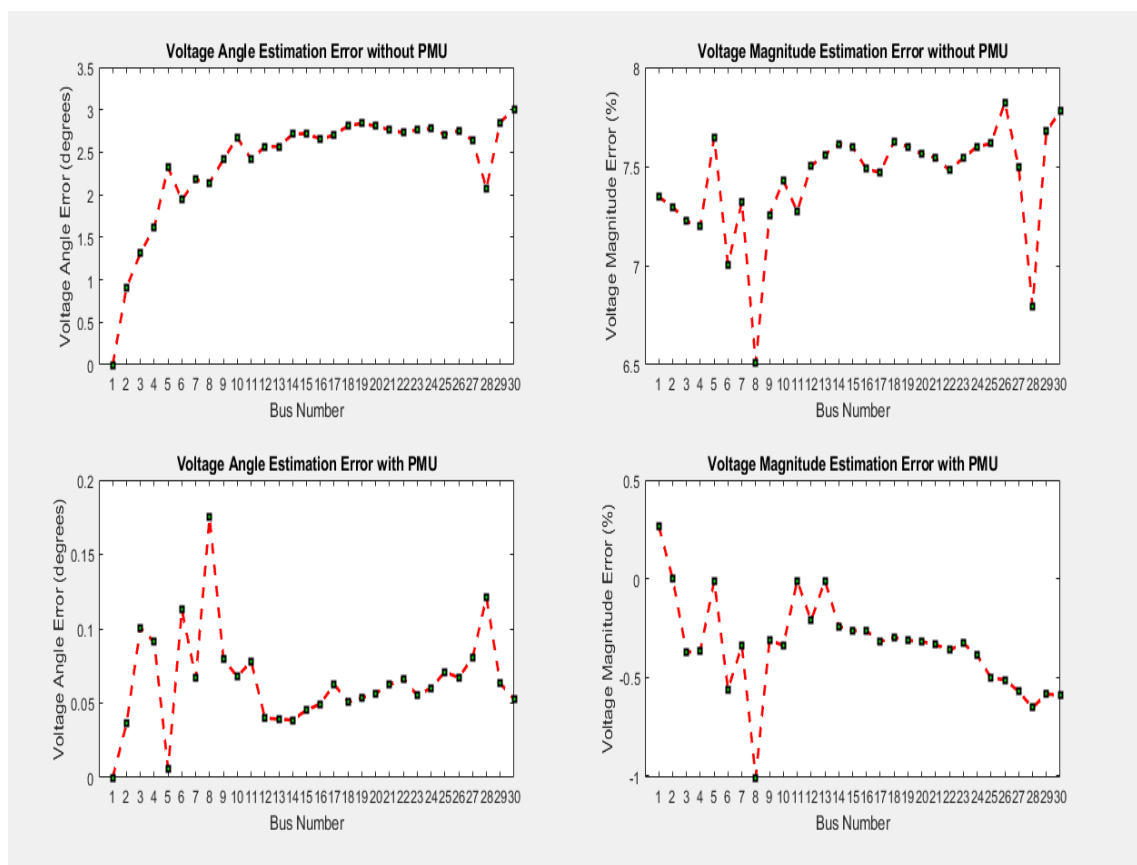 Voltage Angle Estimation Error without PMU
3.5
3
2.5
2
1.5
1
0.5
0
Voltage Angle Error (degrees)
1 2 3 4 5 6 7 8 9 10 11 12 13 14 15 16 17 18 19 20 21 22 23 24 25 26 27 28 29 30
Bus Number
Voltage Magnitude Estimation Error without PMU
8
7.5
7
6.5
Voltage Magnitude Error (%)
1 2 3 4 5 6 7 8 9 10 11 12 13 14 15 16 17 18 19 20 21 22 23 24 25 26 27 28 29 30
Bus Number
Voltage Angle Estimation Error with PMU
0.2
0.15
0.1
0.05
0
Voltage Angle Error (degrees)
1 2 3 4 5 6 7 8 9 10 11 12 13 14 15 16 17 18 19 20 21 22 23 24 25 26 27 28 29 30
Bus Number
Voltage Magnitude Estimation Error with PMU
0.5
0
-0.5
-1
Voltage Magnitude Error (%)
1 2 3 4 5 6 7 8 9 10 11 12 13 14 15 16 17 18 19 20 21 22 23 24 25 26 27 28 29 30
Bus Number